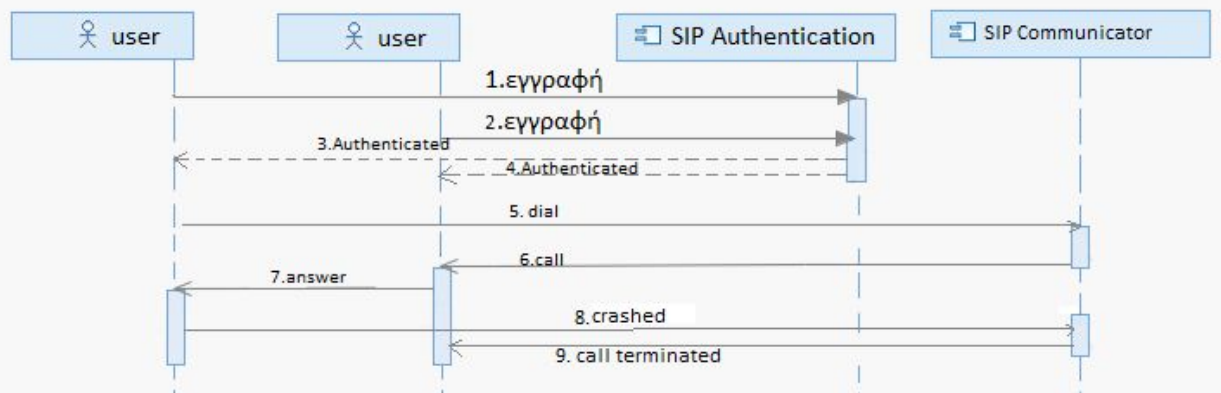 user
user
SIP Authentication
SIP Communicator
1.εγγραφή
2.εγγραφή
3.Authenticated
4.Authenticated
5. dial
6.call
7.answer
8.crashed
9. call terminated